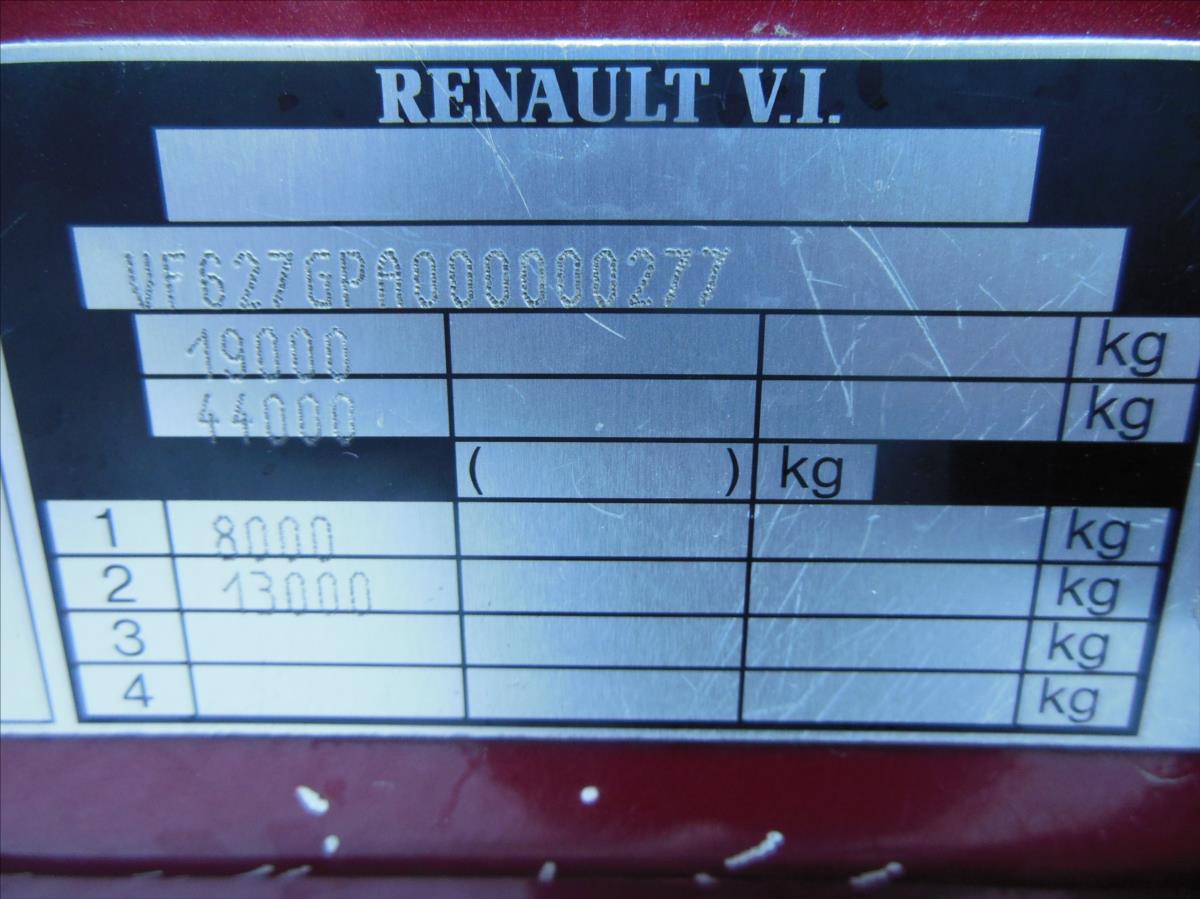 RENAULT V.I.
VF627GPA000000277
19000 kg
44000 kg
( ) kg
1 8000 kg
2 13000 kg
3 kg
4 kg